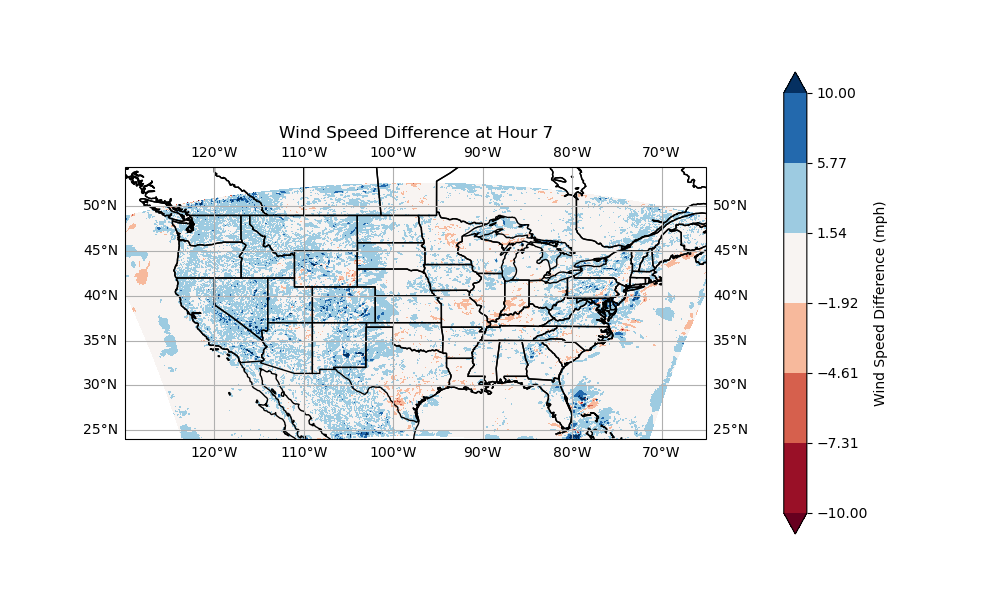 Wind Speed Difference at Hour 7
120°W 110°W 100°W 90°W 80°W 70°W
50°N 50°N
45°N 45°N
40°N 40°N
35°N 35°N
30°N 30°N
25°N 25°N
120°W 110°W 100°W 90°W 80°W 70°W
10.00
5.77
1.54
−1.92
−4.61
−7.31
−10.00
Wind Speed Difference (mph)